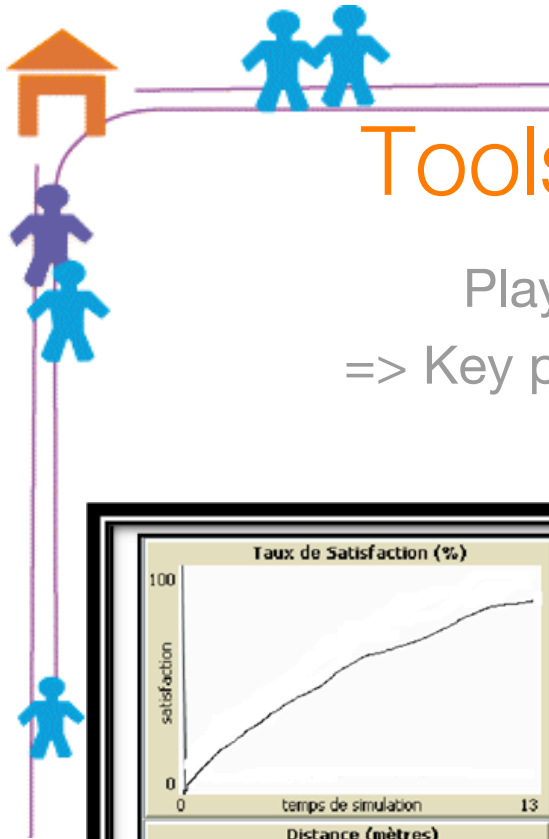 Tools
Play
=> Key p
Taux de Satisfaction (%)
100
satisfaction
0
0 temps de simulation 13
Distance (mètres)